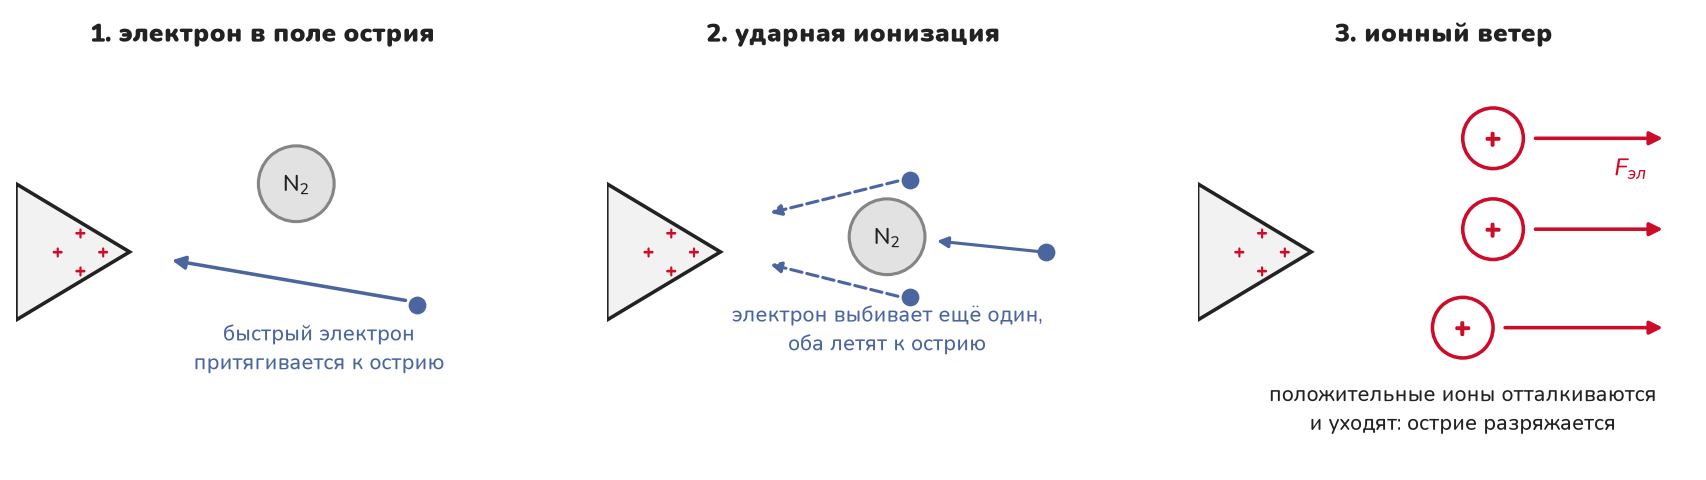 1. электрон в поле острия
N₂
+
+
+
+
быстрый электрон
притягивается к острию
2. ударная ионизация
N₂
+
+
+
+
электрон выбивает ещё один,
оба летят к острию
3. ионный ветер
+
Fэл
+
+
+
+
+
+
положительные ионы отталкиваются
и уходят: острие разряжается